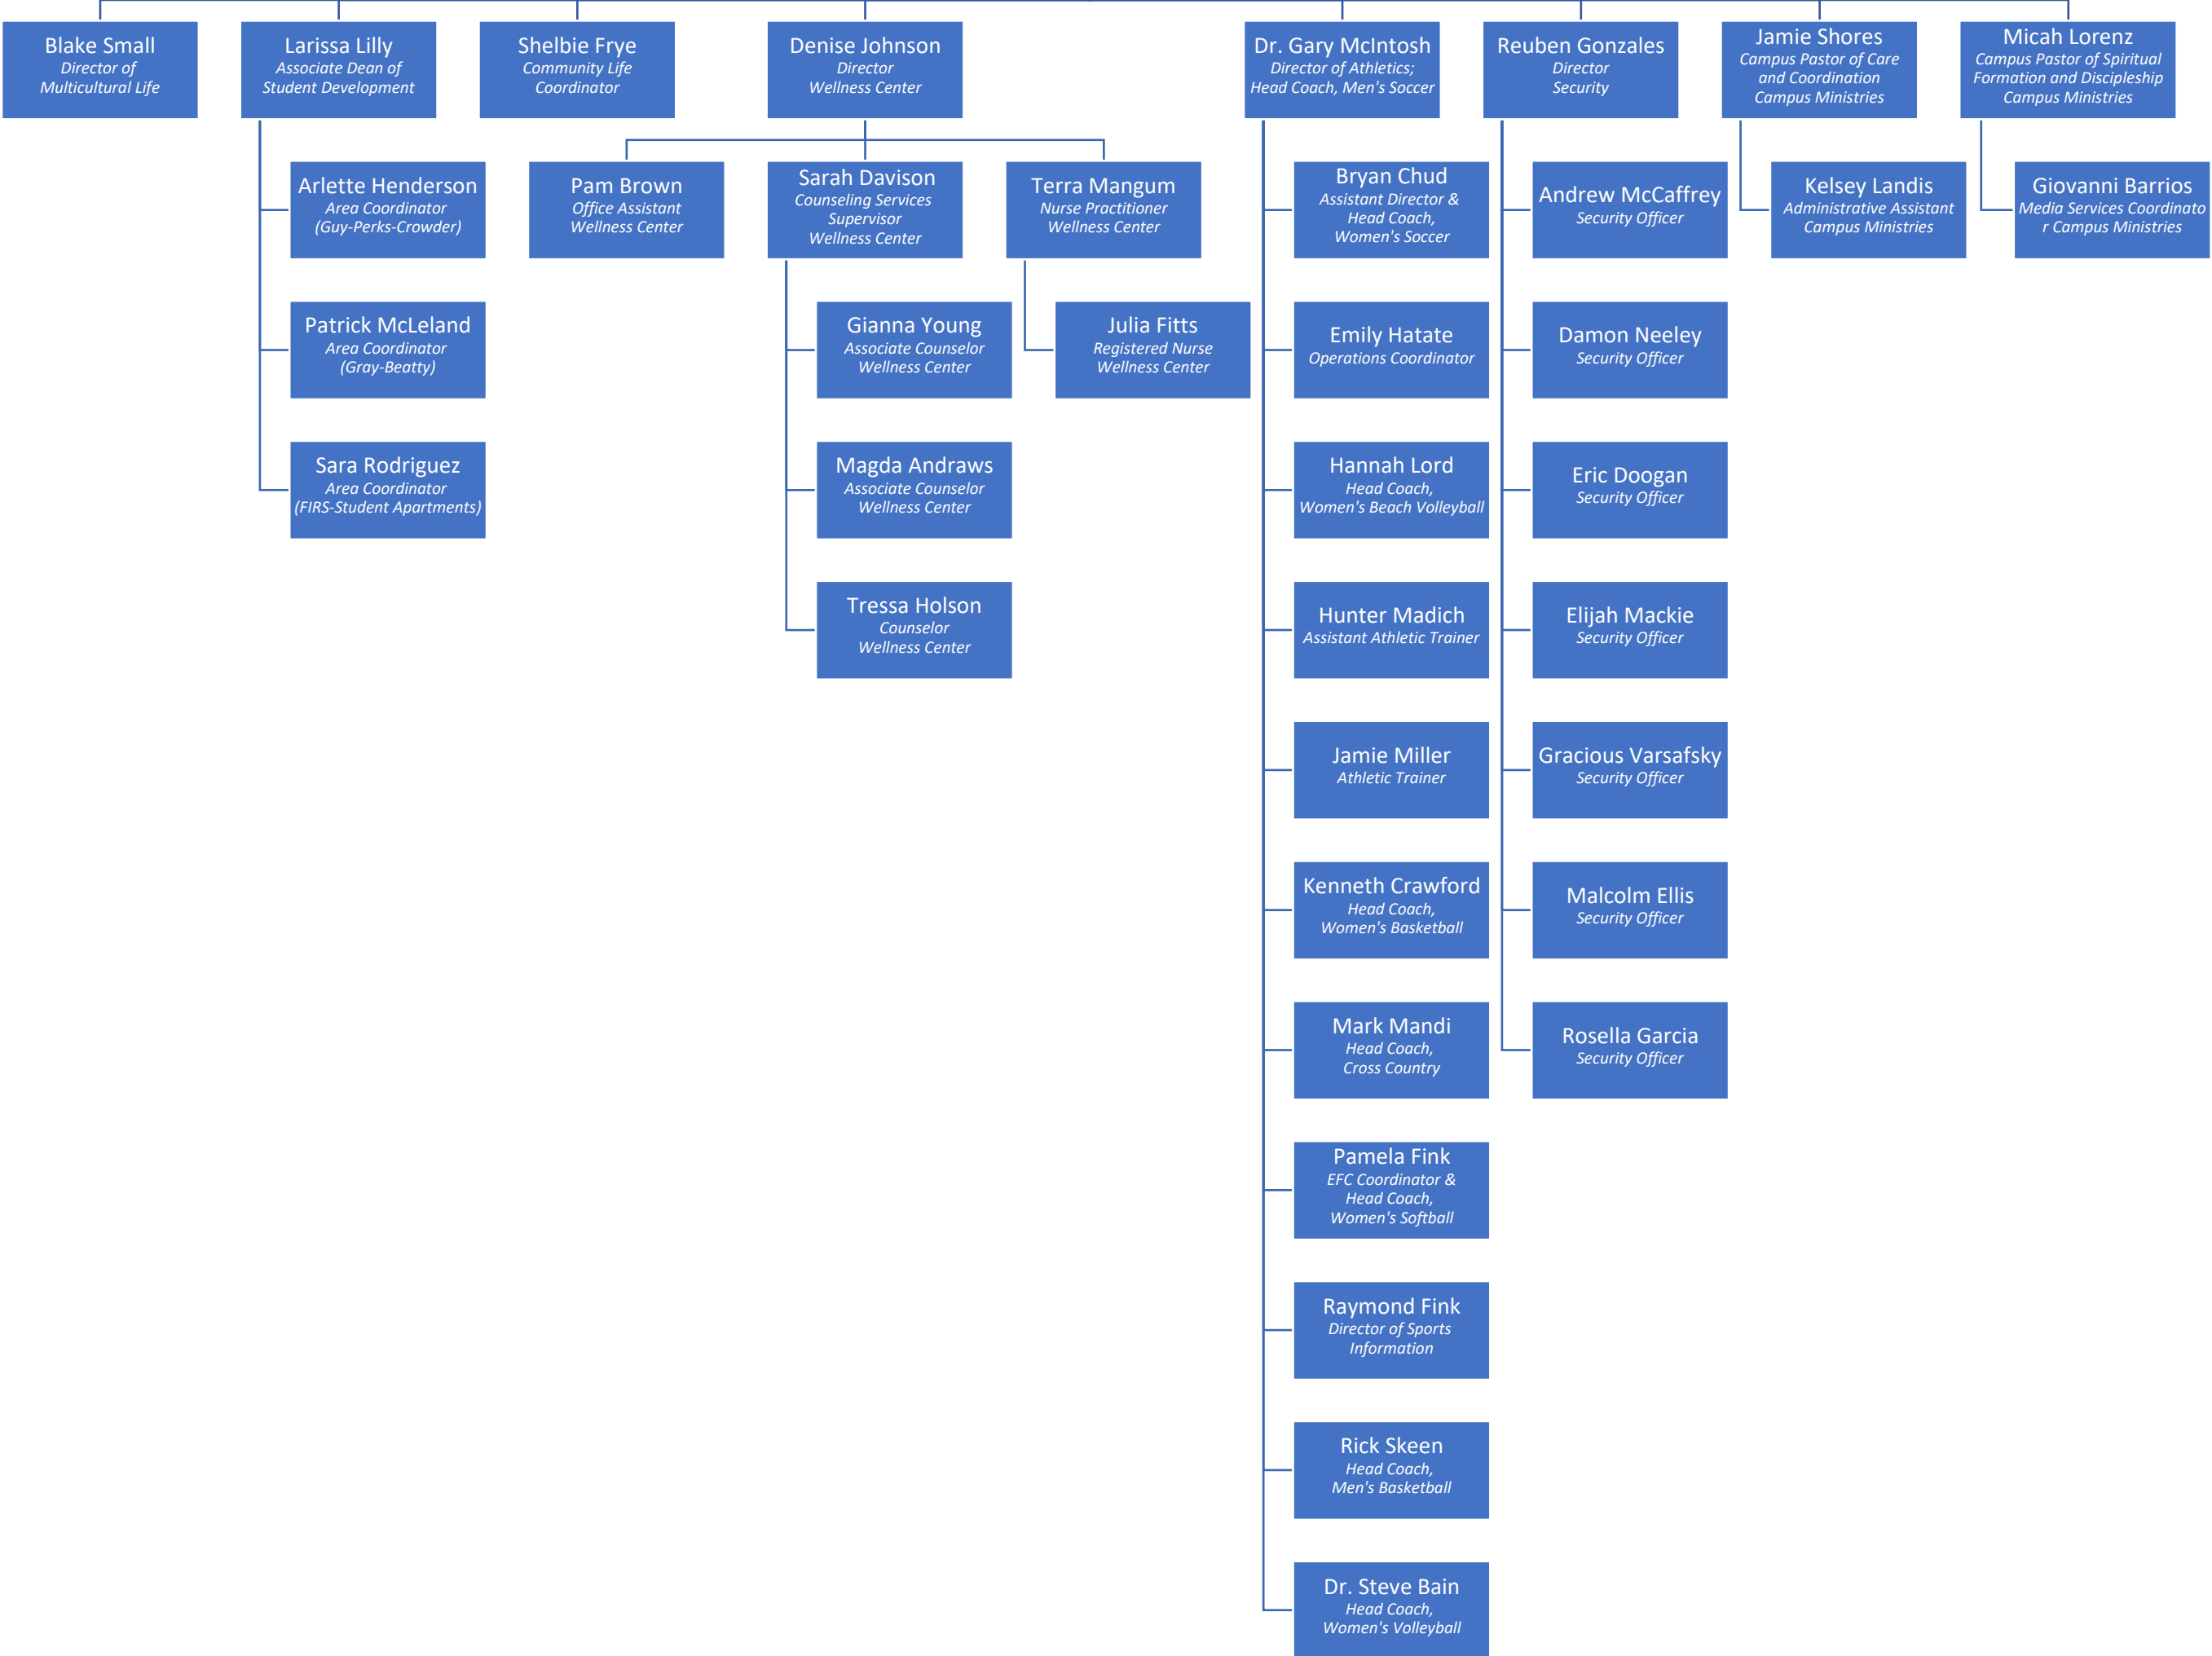 Blake Small
Director of
Multicultural Life
Larissa Lilly
Associate Dean of
Student Development
Shelbie Frye
Community Life
Coordinator
Denise Johnson
Director
Wellness Center
Dr. Gary McIntosh
Director of Athletics;
Head Coach, Men's Soccer
Reuben Gonzales
Director
Security
Jamie Shores
Campus Pastor of Care
and Coordination
Campus Ministries
Micah Lorenz
Campus Pastor of Spiritual
Formation and Discipleship
Campus Ministries
Arlette Henderson
Area Coordinator
(Guy-Perks-Crowder)
Patrick McLeland
Area Coordinator
(Gray-Beatty)
Sara Rodriguez
Area Coordinator
(FIRS-Student Apartments)
Pam Brown
Office Assistant
Wellness Center
Sarah Davison
Counseling Services
Supervisor
Wellness Center
Gianna Young
Associate Counselor
Wellness Center
Magda Andraws
Associate Counselor
Wellness Center
Tressa Holson
Counselor
Wellness Center
Terra Mangum
Nurse Practitioner
Wellness Center
Julia Fitts
Registered Nurse
Wellness Center
Bryan Chud
Assistant Director &
Head Coach,
Women's Soccer
Emily Hatate
Operations Coordinator
Hannah Lord
Head Coach,
Women's Beach Volleyball
Hunter Madich
Assistant Athletic Trainer
Jamie Miller
Athletic Trainer
Kenneth Crawford
Head Coach,
Women's Basketball
Mark Mandi
Head Coach,
Cross Country
Pamela Fink
EFC Coordinator &
Head Coach,
Women's Softball
Raymond Fink
Director of Sports
Information
Rick Skeen
Head Coach,
Men's Basketball
Dr. Steve Bain
Head Coach,
Women's Volleyball
Andrew McCaffrey
Security Officer
Damon Neeley
Security Officer
Eric Doogan
Security Officer
Elijah Mackie
Security Officer
Gracious Varsafsky
Security Officer
Malcolm Ellis
Security Officer
Rosella Garcia
Security Officer
Kelsey Landis
Administrative Assistant
Campus Ministries
Giovanni Barrios
Media Services Coordinato
r Campus Ministries